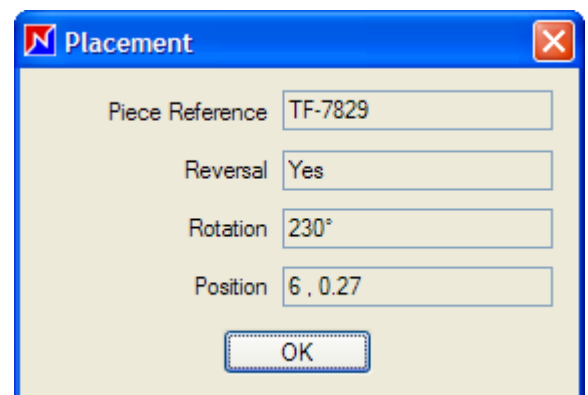 Placement
Piece Reference TF-7829
Reversal Yes
Rotation 230°
Position 6 , 0.27
OK